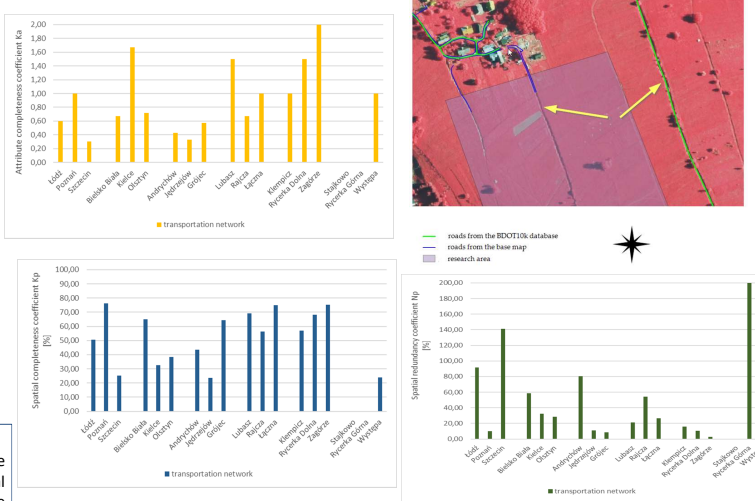 Attribute completeness coefficient Ka
2,00
1,80
1,60
1,40
1,20
1,00
0,80
0,60
0,40
0,20
0,00
Łódź
Poznań
Szczecin
Bielsko Biała
Kielce
Olsztyn
Andrychów
Jędrzejów
Grójec
Lubasz
Rajcza
Łączna
Klempicz
Rycerka Dolna
Zagórze
Stajkowo
Rycerka Górna
Występa
transportation network
roads from the BDOT10k database
roads from the base map
research area
Spatial completeness coefficient Kp
[%]
100,00
90,00
80,00
70,00
60,00
50,00
40,00
30,00
20,00
10,00
0,00
Łódź
Poznań
Szczecin
Bielsko Biała
Kielce
Olsztyn
Andrychów
Jędrzejów
Grójec
Lubasz
Rajcza
Łączna
Klempicz
Rycerka Dolna
Zagórze
Stajkowo
Rycerka Górna
Występa
transportation network
Spatial redundancy coefficient Np
[%]
200,00
180,00
160,00
140,00
120,00
100,00
80,00
60,00
40,00
20,00
0,00
Łódź
Poznań
Szczecin
Bielsko Biała
Kielce
Olsztyn
Andrychów
Jędrzejów
Grójec
Lubasz
Rajcza
Łączna
Klempicz
Rycerka Dolna
Zagórze
Stajkowo
Rycerka Górna
transportation network